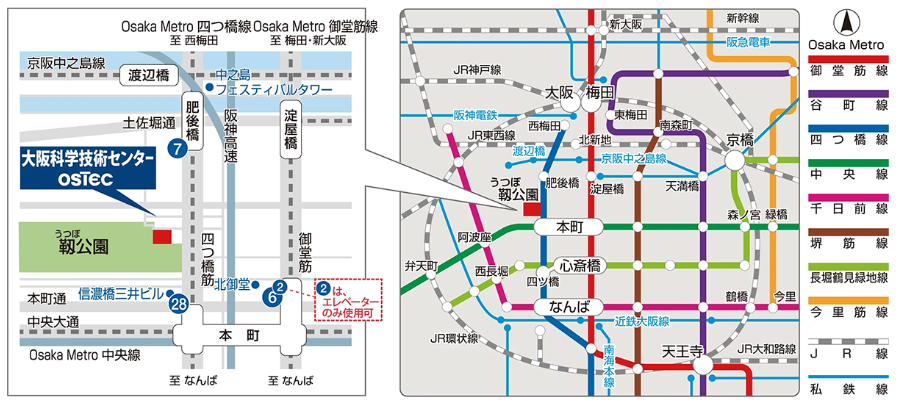 Osaka Metro 四つ橋線
至 西梅田
Osaka Metro 御堂筋線
至 梅田・新大阪
京阪中之島線
渡辺橋
中之島
フェスティバルタワー
肥後橋
淀屋橋
阪神高速
土佐堀通
7
大阪科学技術センター
OSTEC
うつぼ
靱公園
四つ橋筋
御堂筋
北御堂
信濃橋三井ビル
28
6
2
2は、
エレベーター
のみ使用可
本町通
中央大通
本町
Osaka Metro 中央線
至 なんば
至 なんば
新幹線
新大阪
阪急電車
JR神戸線
大阪
梅田
阪神電鉄
西梅田
東梅田
南森町
JR東西線
北新地
京橋
渡辺橋
京阪中之島線
うつぼ
靱公園
肥後橋
淀屋橋
天満橋
森ノ宮
緑橋
本町
阿波座
弁天町
西長堀
心斎橋
四ツ橋
なんば
鶴橋
今里
近鉄大阪線
JR環状線
南海本線
天王寺
JR大和路線
Osaka Metro
御堂筋線
谷町線
四つ橋線
中央線
千日前線
堺筋線
長堀鶴見緑地線
今里筋線
JR線
私鉄線